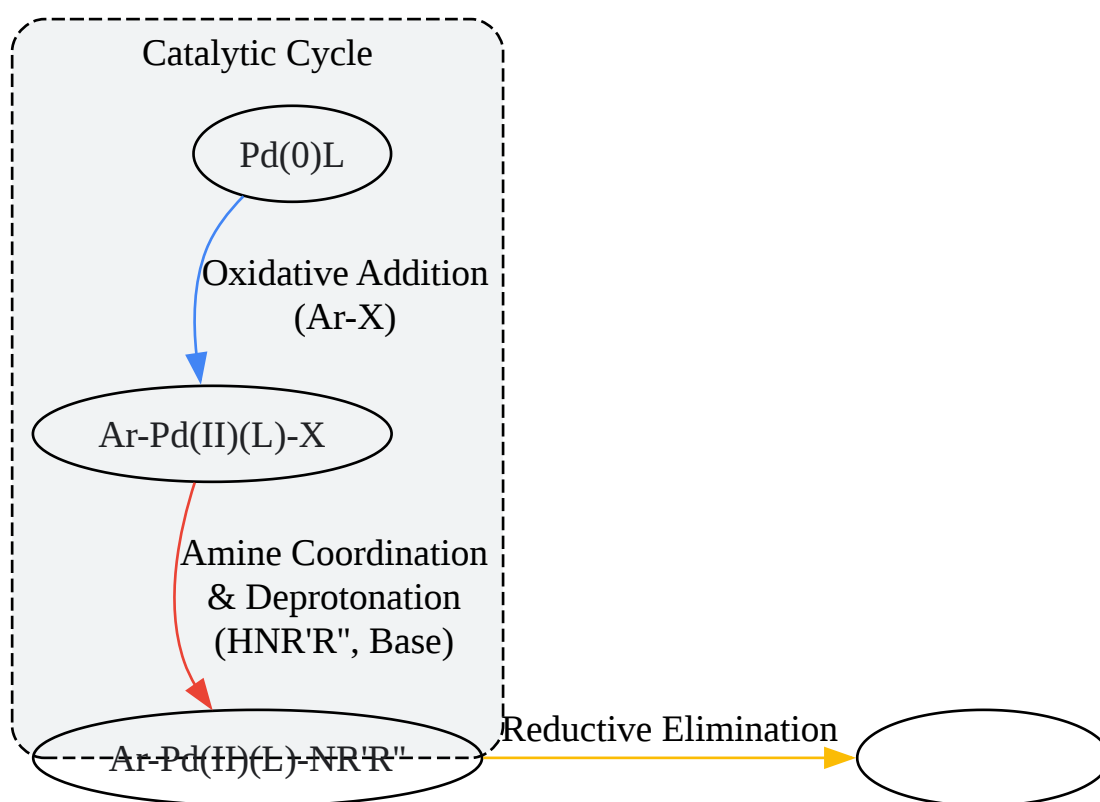 Catalytic Cycle
Pd(0)L
Oxidative Addition
(Ar-X)
Ar-Pd(II)(L)-X
Amine Coordination
& Deprotonation
(HNR'R'', Base)
Reductive Elimination
Ar-Pd(II)(L)-NR'R''